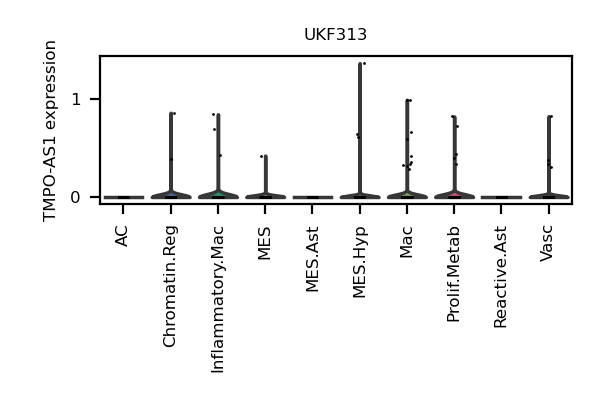 UKF313
TMPO-AS1 expression
1
0
AC
Chromatin.Reg
Inflammatory.Mac
MES
MES.Ast
MES.Hyp
Mac
Prolif.Metab
Reactive.Ast
Vasc